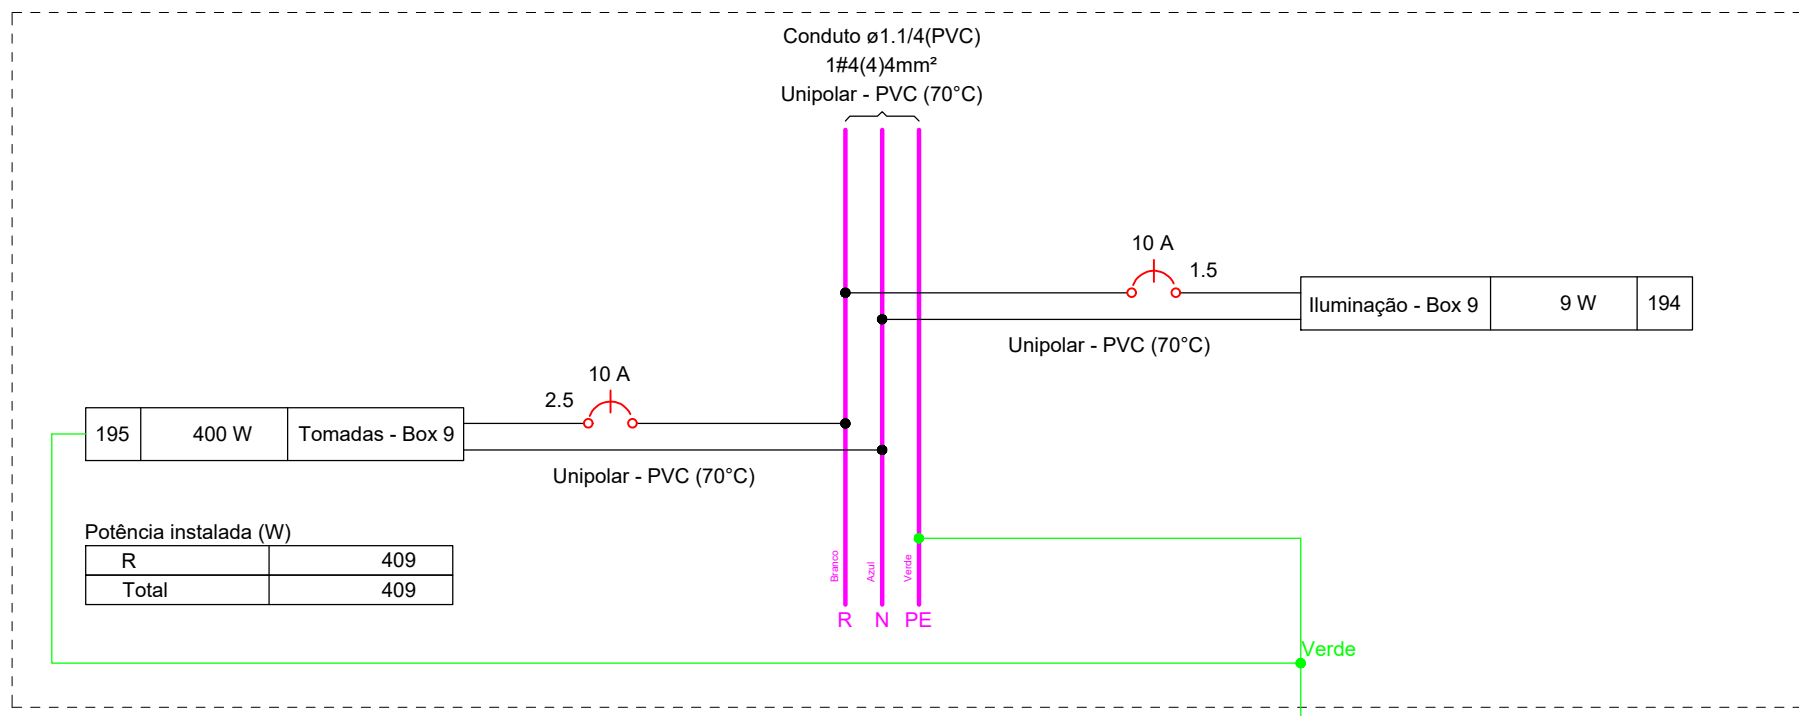 Conduto ø1.1/4(PVC)
1#4(4)4mm²
Unipolar - PVC (70°C)
10 A
1.5
Iluminação - Box 9 9 W 194
Unipolar - PVC (70°C)
10 A
2.5
195 400 W Tomadas - Box 9
Unipolar - PVC (70°C)
Potência instalada (W)
R 409
Total 409
Branco
Azul
Verde
R N PE
Verde